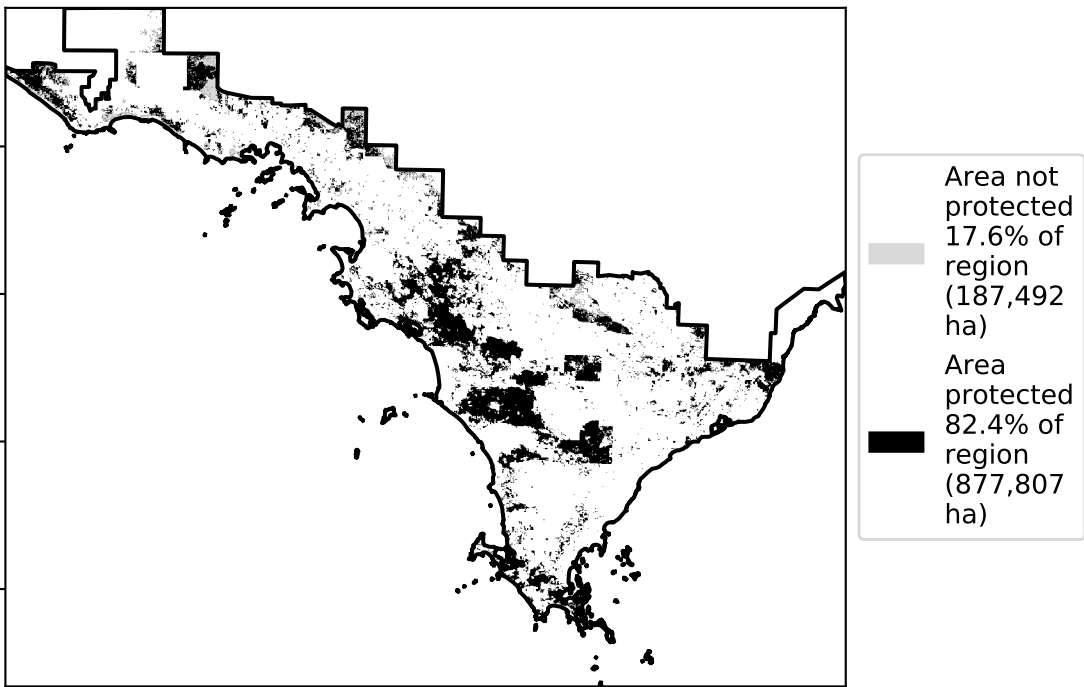 Area not
protected
17.6% of
region
(187,492
ha)
Area
protected
82.4% of
region
(877,807
ha)